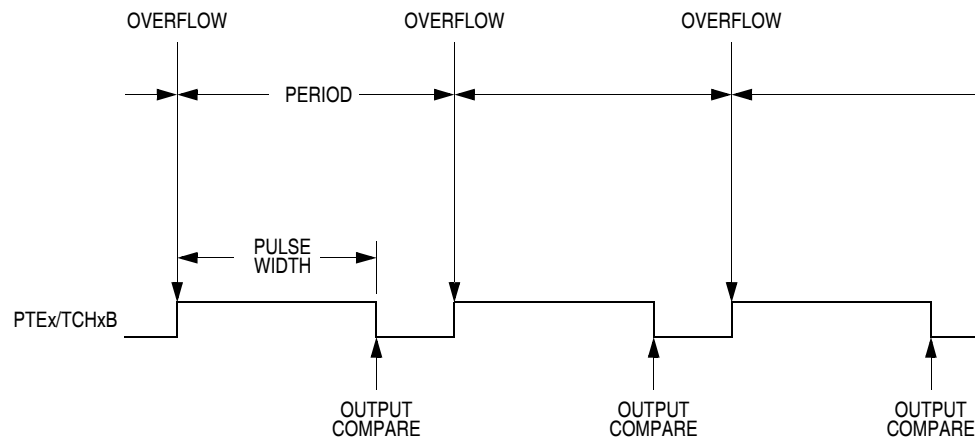 OVERFLOW OVERFLOW OVERFLOW
PERIOD
PULSE
WIDTH
PTEx/TCHxB
OUTPUT
COMPARE
OUTPUT
COMPARE
OUTPUT
COMPARE